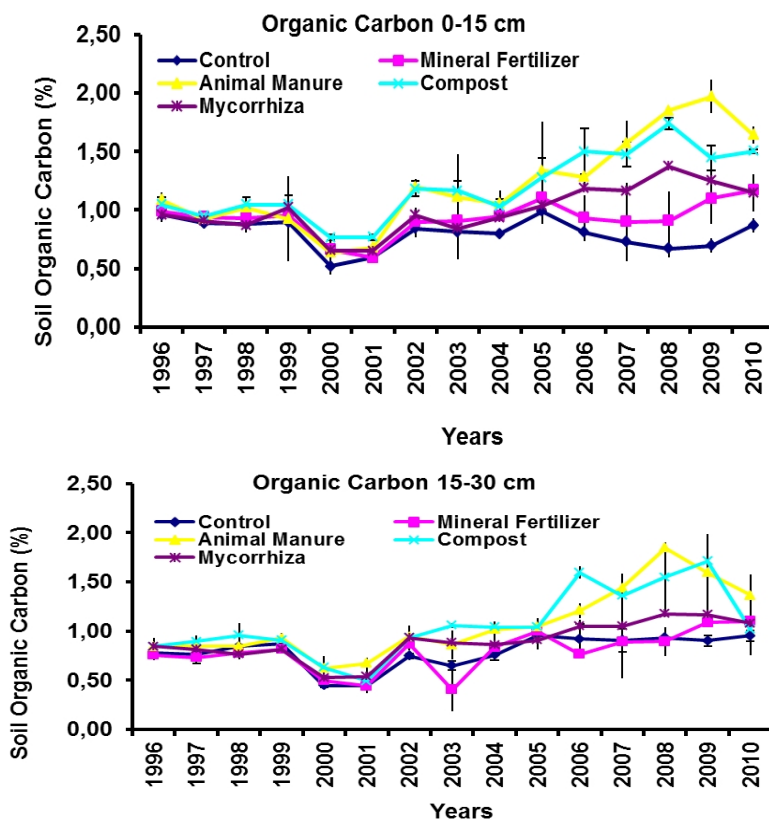 Organic Carbon 0-15 cm
Control
Mineral Fertilizer
Animal Manure
Compost
Mycorrhiza
Soil Organic Carbon (%)
2,50
2,00
1,50
1,00
0,50
0,00
1996 1997 1998 1999 2000 2001 2002 2003 2004 2005 2006 2007 2008 2009 2010
Years
Organic Carbon 15-30 cm
Control
Mineral Fertilizer
Animal Manure
Compost
Mycorrhiza
Soil Organic Carbon (%)
2,50
2,00
1,50
1,00
0,50
0,00
1996 1997 1998 1999 2000 2001 2002 2003 2004 2005 2006 2007 2008 2009 2010
Years